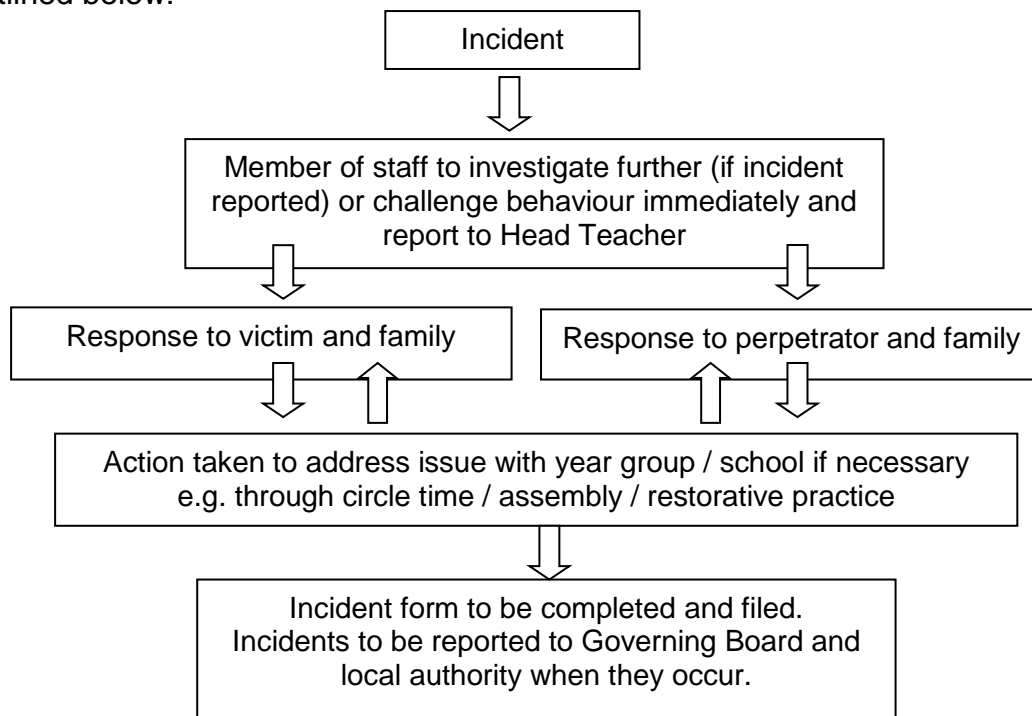 below.
Incident
Member of staff to investigate further (if incident
reported) or challenge behaviour immediately and
report to Head Teacher
Response to victim and family
Response to perpetrator and family
Action taken to address issue with year group / school if necessary
e.g. through circle time / assembly / restorative practice
Incident form to be completed and filed.
Incidents to be reported to Governing Board and
local authority when they occur.